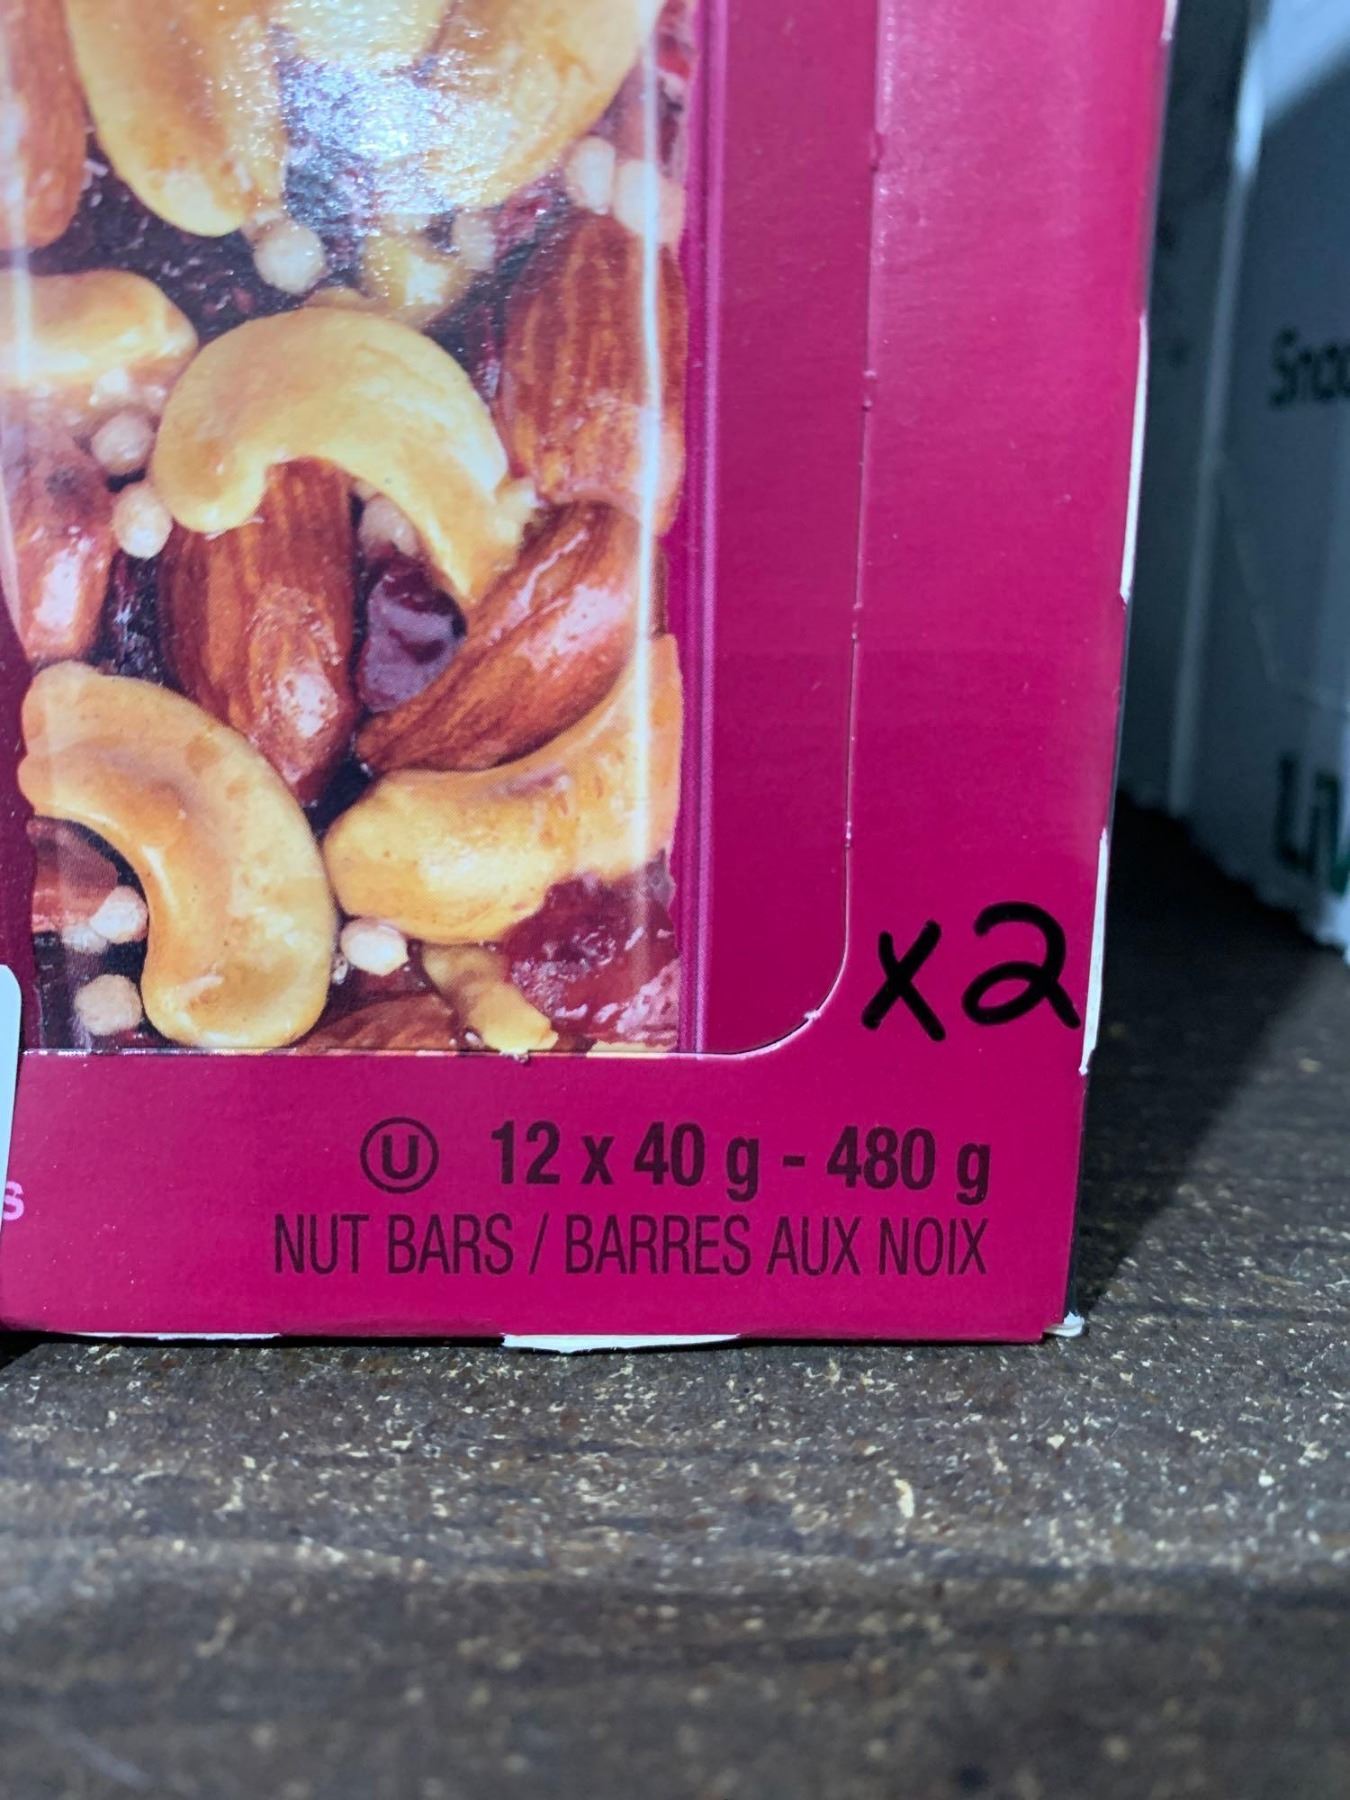 x2
Ⓤ 12 x 40 g - 480 g
NUT BARS / BARRES AUX NOIX